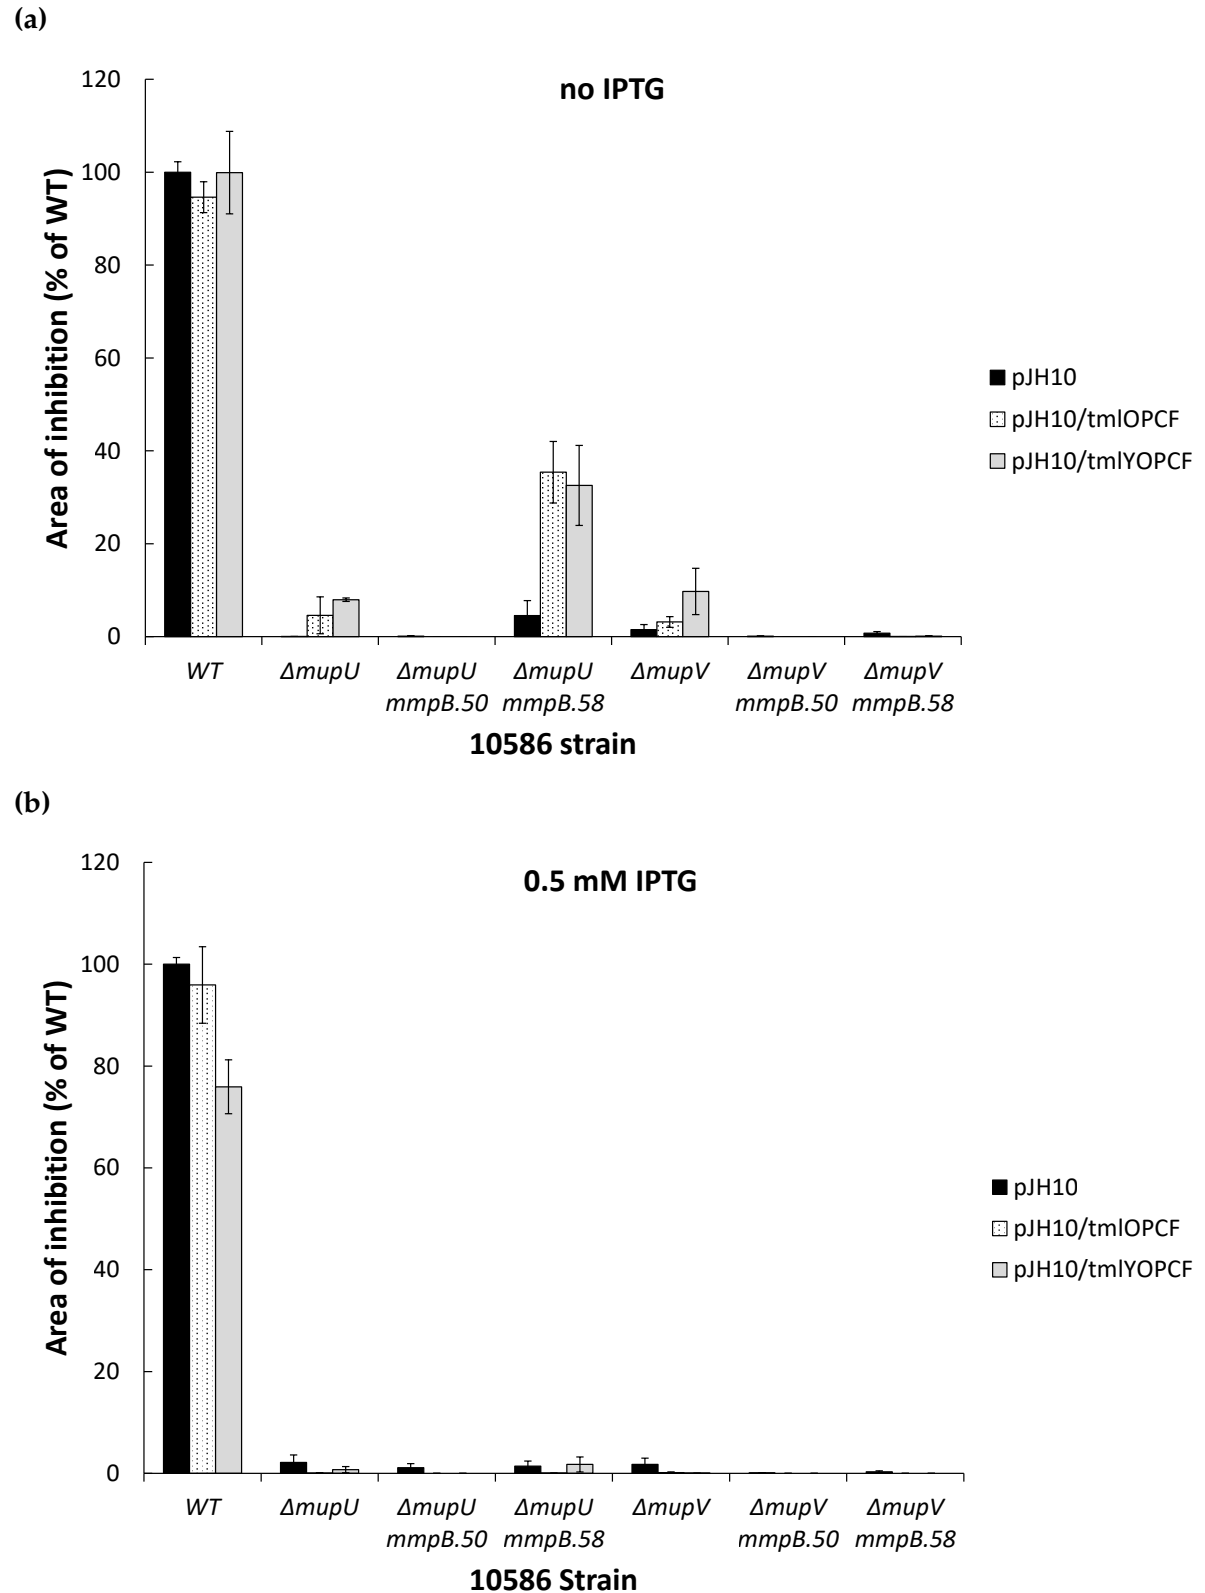 (a)
no IPTG
120
100
80
60
40
20
0
Area of inhibition (% of WT)
WT
ΔmupU
ΔmupU
mmpB.50
ΔmupU
mmpB.58
ΔmupV
ΔmupV
mmpB.50
ΔmupV
mmpB.58
10586 strain
pJH10
pJH10/tmlOPCF
pJH10/tmlYOPCF
(b)
0.5 mM IPTG
120
100
80
60
40
20
0
Area of inhibition (% of WT)
WT
ΔmupU
ΔmupU
mmpB.50
ΔmupU
mmpB.58
ΔmupV
ΔmupV
mmpB.50
ΔmupV
mmpB.58
10586 Strain
pJH10
pJH10/tmlOPCF
pJH10/tmlYOPCF